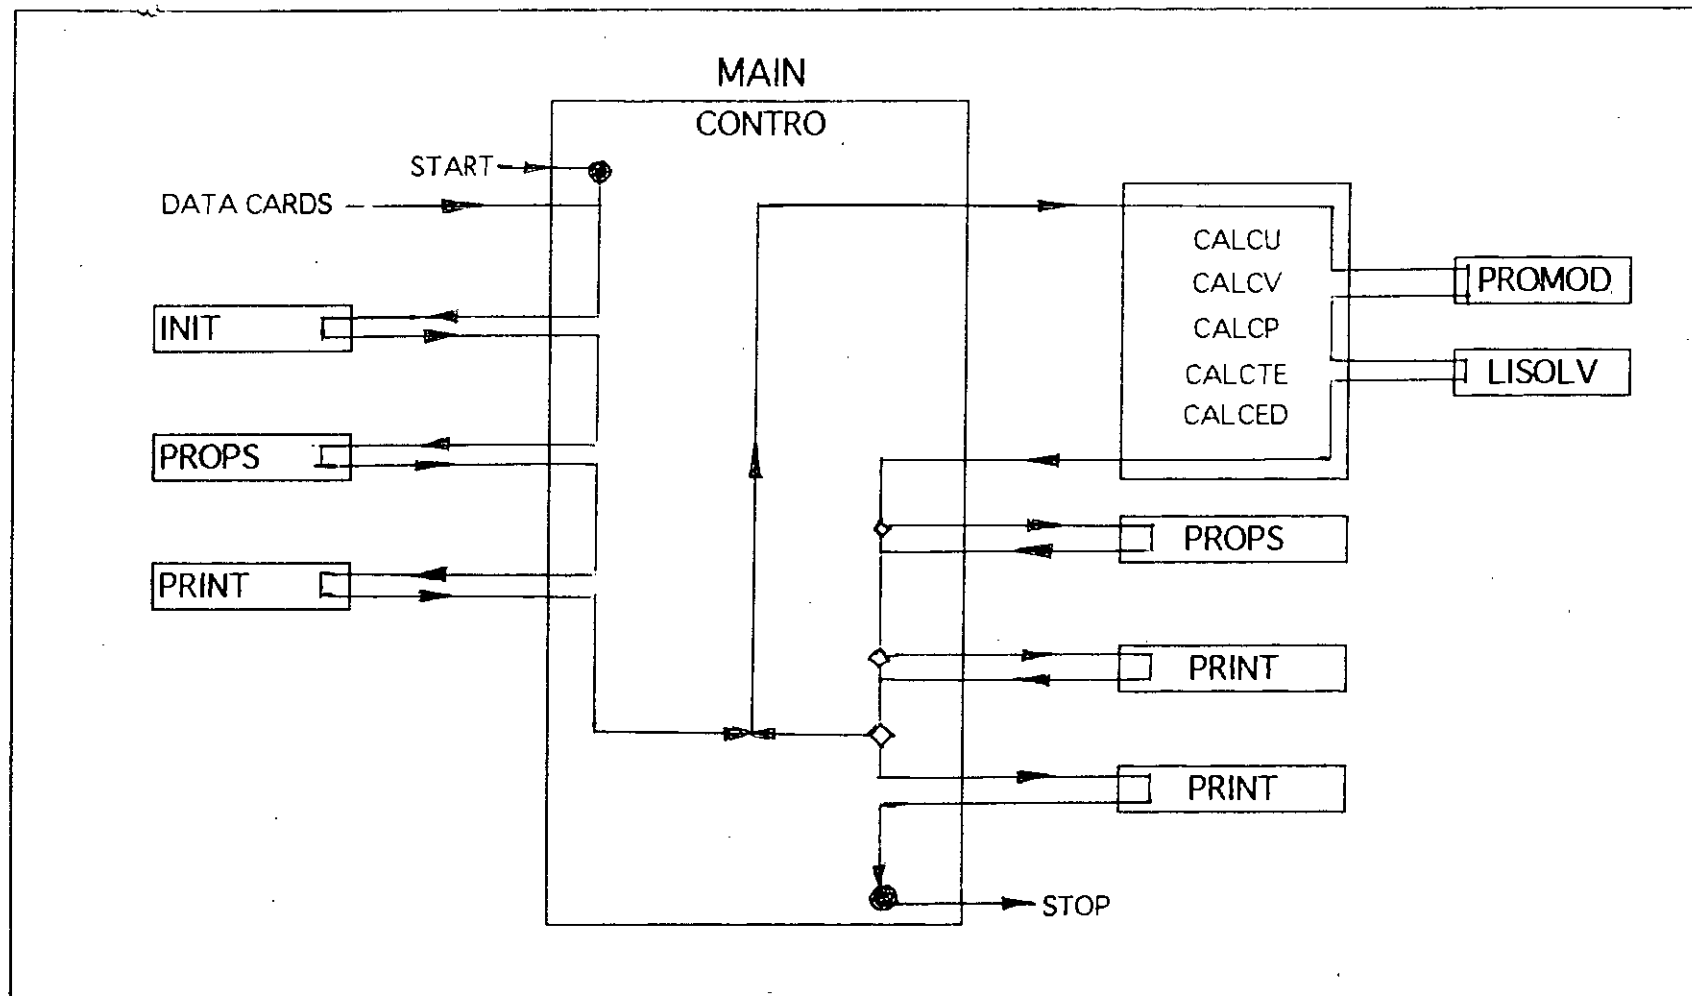 MAIN
CONTRO
START
DATA CARDS
INIT
PROPS
PRINT
CALCU
CALCV
CALCP
CALCTE
CALCED
PROMOD
LISOLV
PROPS
PRINT
PRINT
STOP